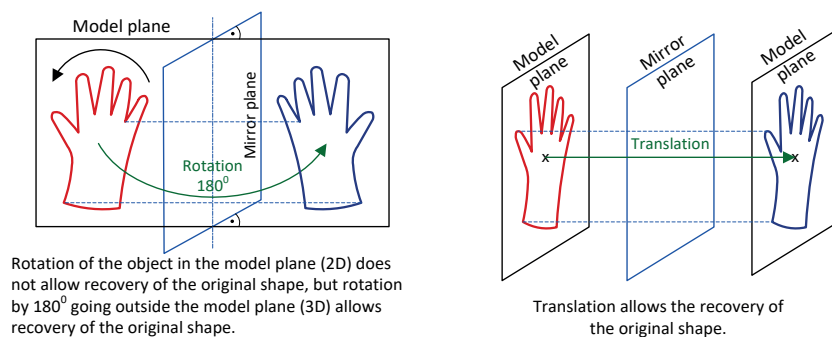 Model plane
Mirror plane
Rotation
180⁰
Rotation of the object in the model plane (2D) does
not allow recovery of the original shape, but rotation
by 180⁰ going outside the model plane (3D) allows
recovery of the original shape.
Model
plane
Mirror
plane
Model
plane
Translation
x
x
Translation allows the recovery of
the original shape.